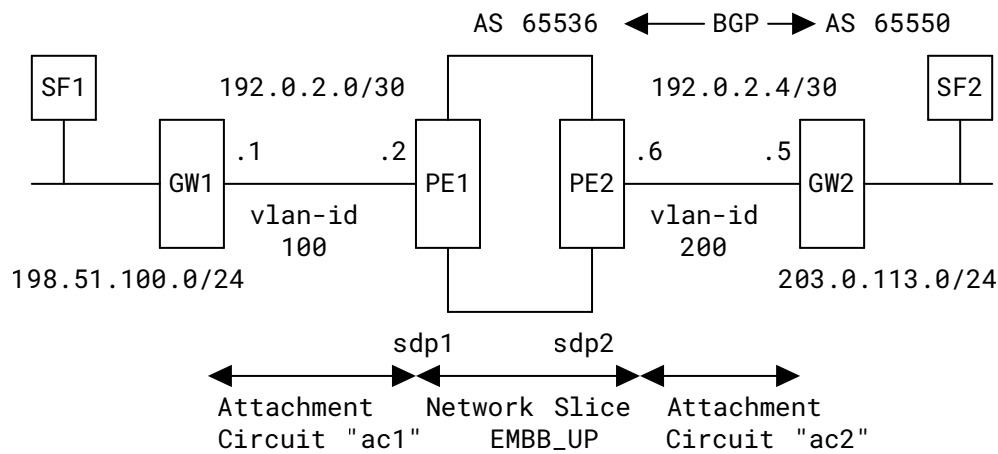 AS 65536 BGP AS 65550
SF1 192.0.2.0/30 192.0.2.4/30 SF2
.1 .2 .6 .5
GW1 PE1 PE2 GW2
vlan-id vlan-id
100 200
198.51.100.0/24 203.0.113.0/24
sdp1 sdp2
Attachment Network Slice Attachment
Circuit "ac1" EMBB_UP Circuit "ac2"